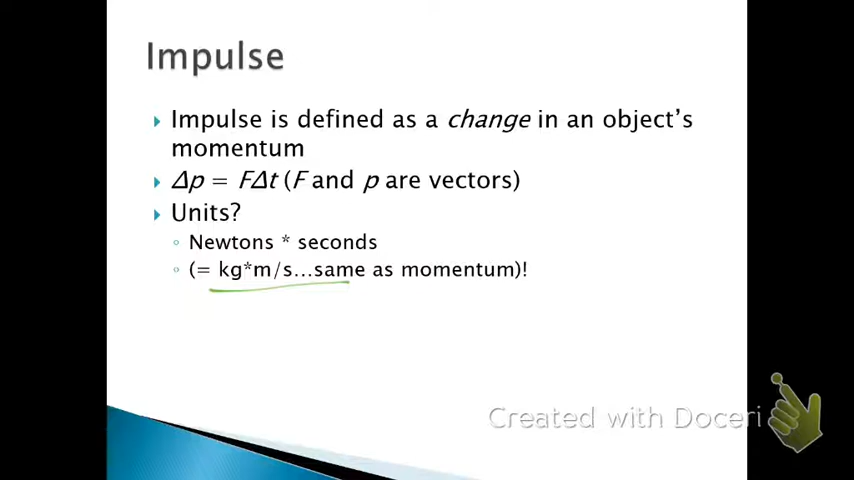 Impulse
Impulse is defined as a change in an object's
momentum
Δp = FΔt (F and p are vectors)
Units?
Newtons * seconds
(= kg*m/s...same as momentum)!
Created with Doceri